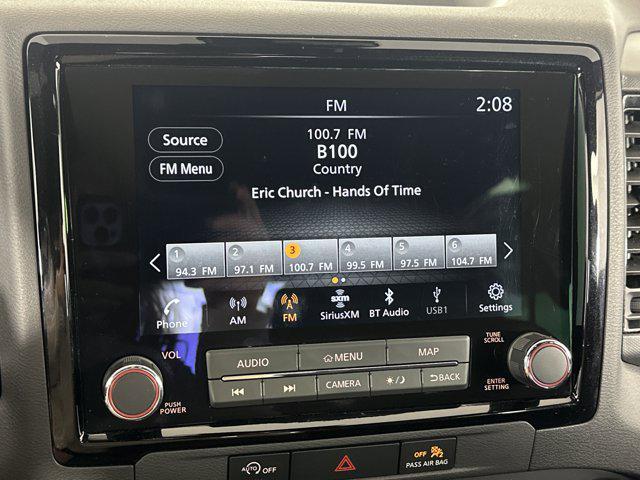 FM 2:08
Source 100.7 FM
B100
FM Menu Country
Eric Church - Hands Of Time
1 2 3 4 5 6
94.3 FM 97.1 FM 100.7 FM 99.5 FM 97.5 FM 104.7 FM
Phone AM FM SXM SiriusXM BT Audio USB1 Settings
VOL AUDIO MENU MAP TUNE SCROLL
PUSH POWER CAMERA BACK ENTER SETTING
AUTO OFF OFF 2 PASS AIR BAG